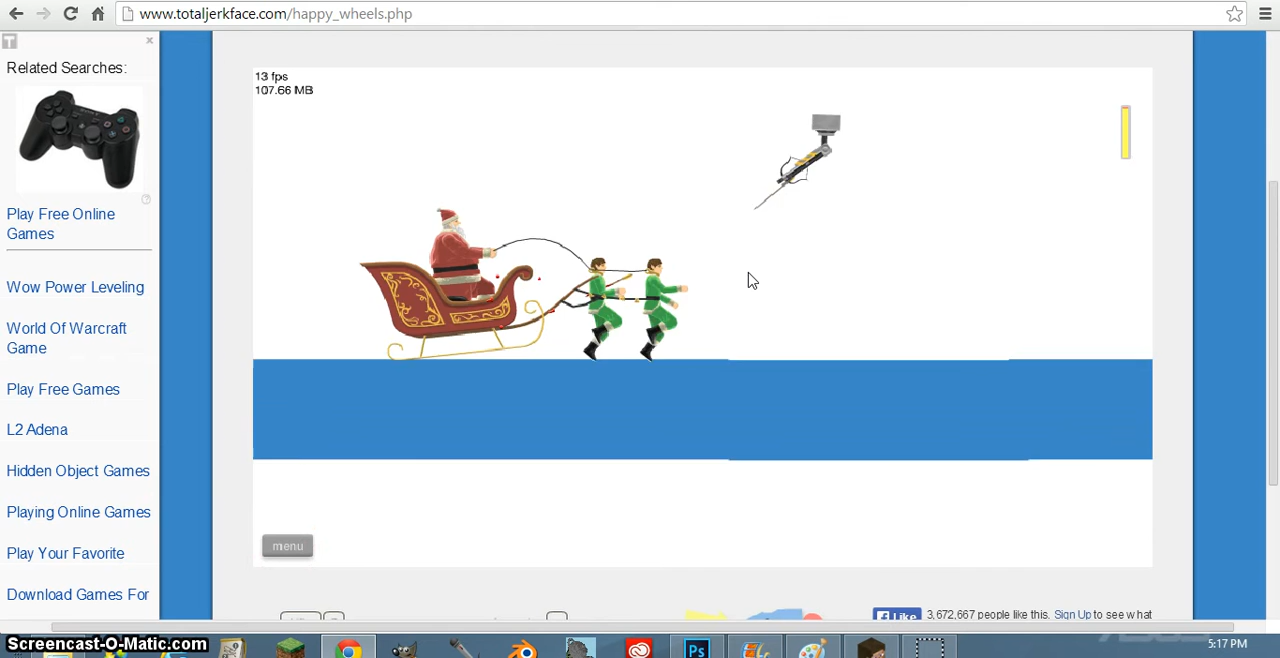 www.totaljerkface.com/happy_wheels.php
T
Related Searches:
Play Free Online
Games
Wow Power Leveling
World Of Warcraft
Game
Play Free Games
L2 Adena
Hidden Object Games
Playing Online Games
Play Your Favorite
Download Games For
13 fps
107.66 MB
menu
Like 3,672,667 people like this. Sign Up to see what
Screencast-O-Matic.com
Ps
5:17 PM